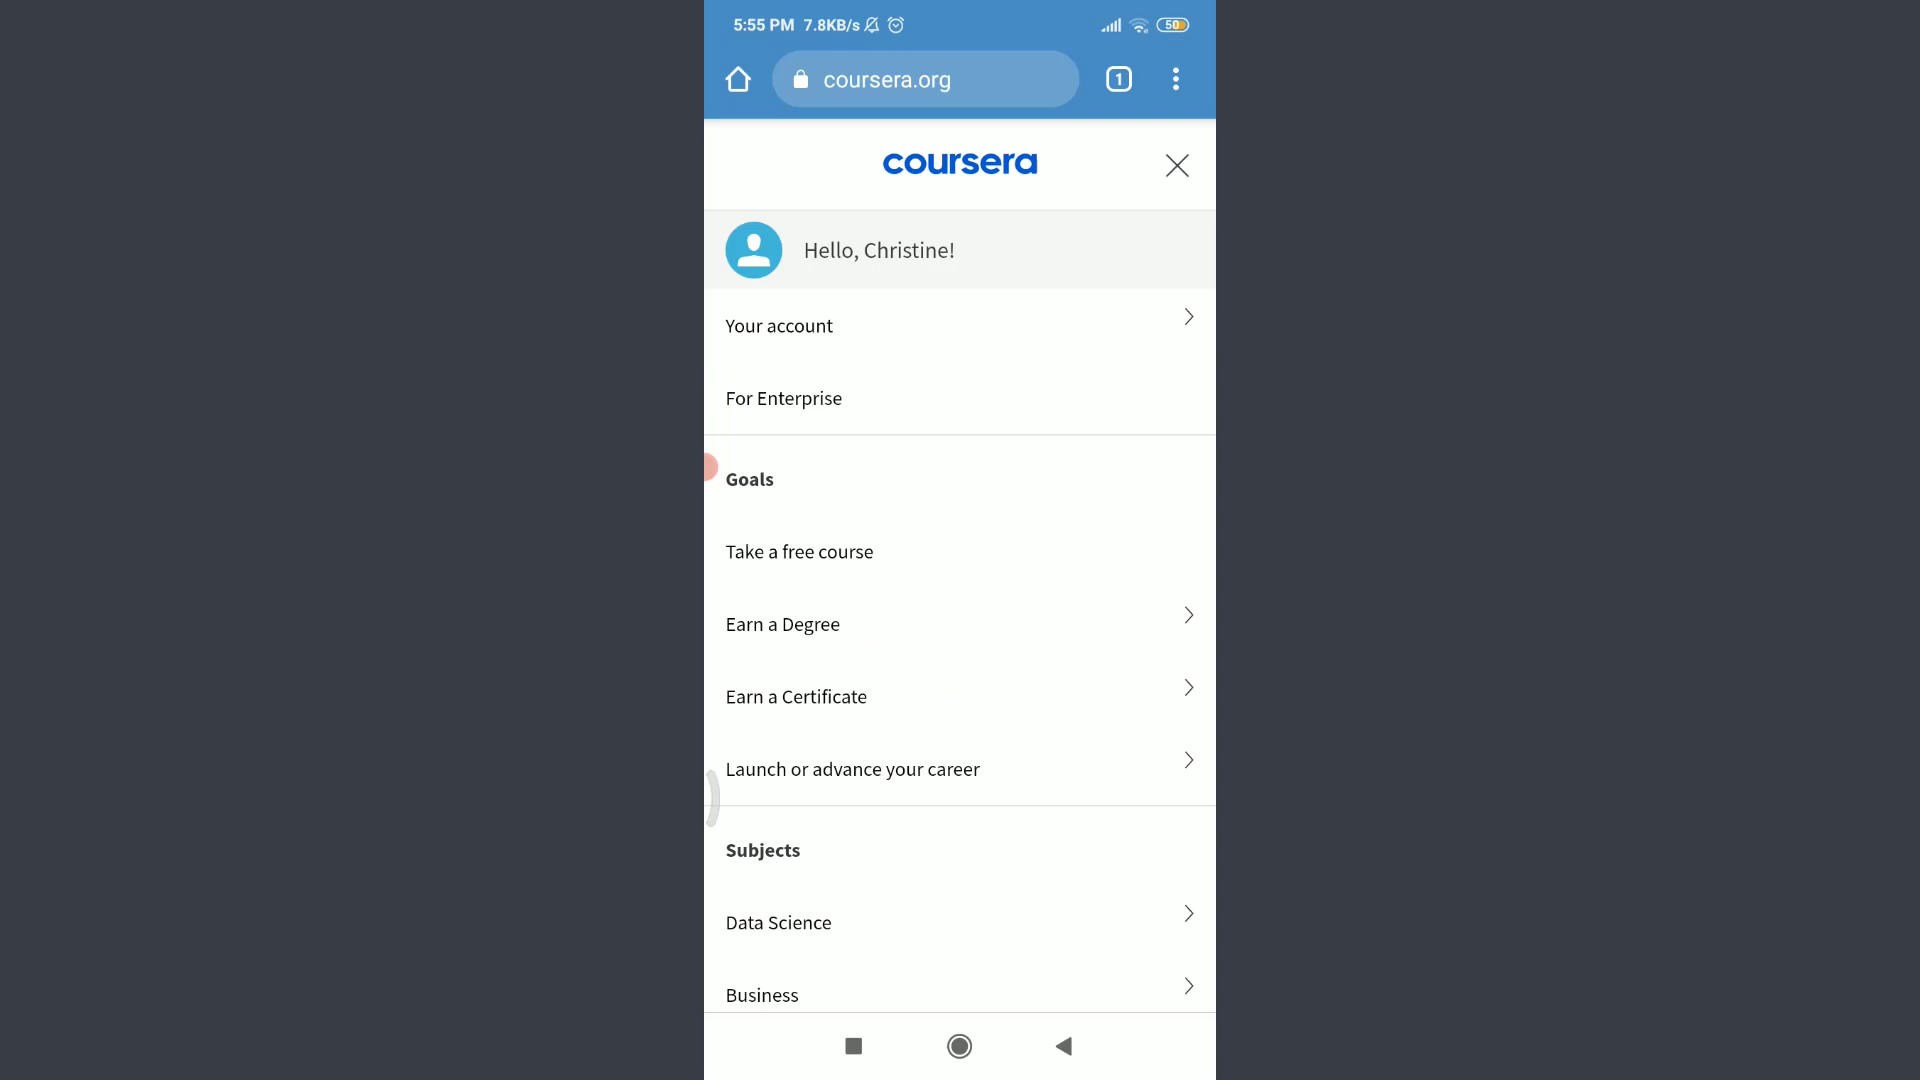 5:55 PM 7.8KB/s 50
coursera.org 1
coursera
Hello, Christine!
Your account
For Enterprise
Goals
Take a free course
Earn a Degree
Earn a Certificate
Launch or advance your career
Subjects
Data Science
Business